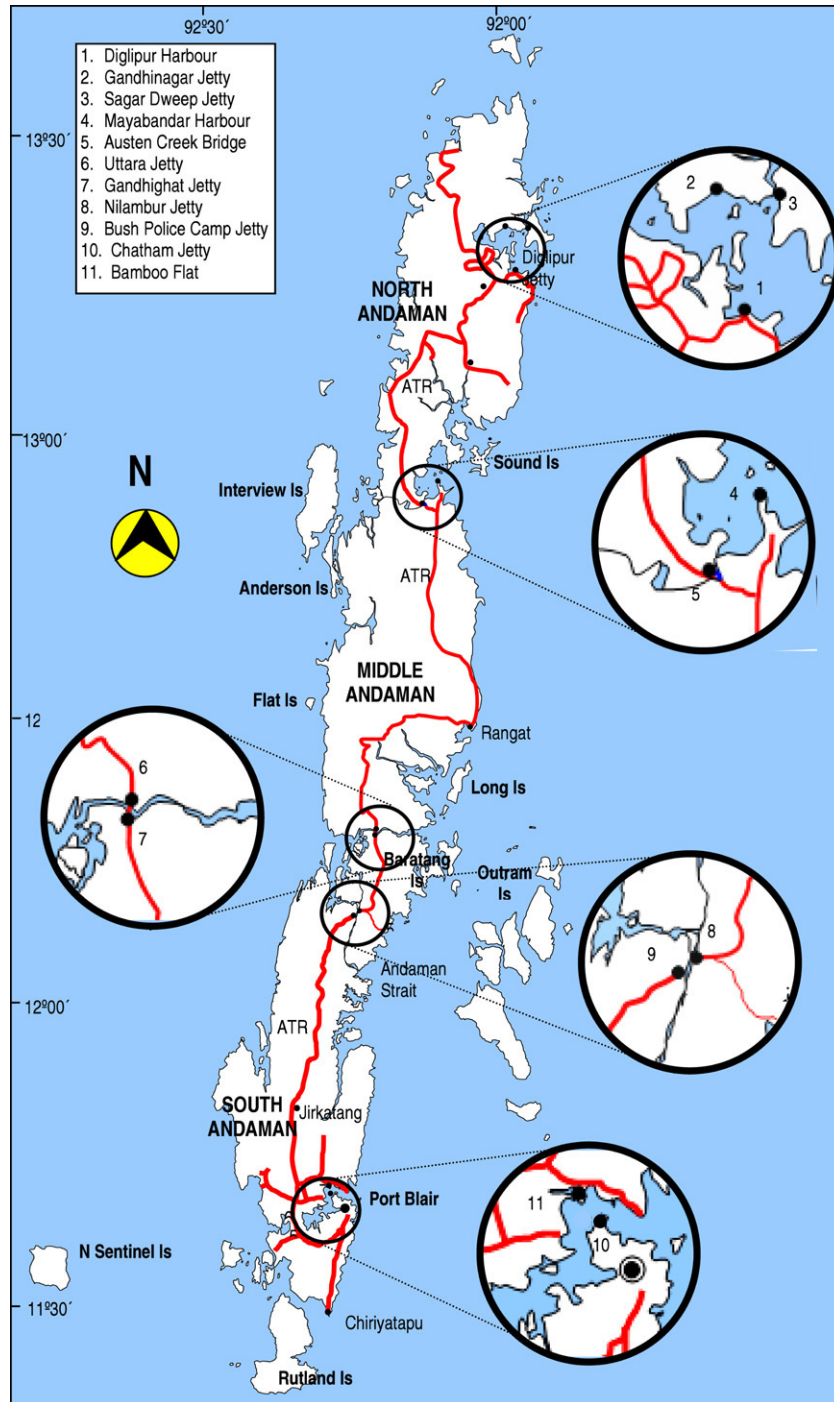 92º30´
92º00´
1. Diglipur Harbour
2. Gandhinagar Jetty
3. Sagar Dweep Jetty
4. Mayabandar Harbour
5. Austen Creek Bridge
6. Uttara Jetty
7. Gandhighat Jetty
8. Nilambur Jetty
9. Bush Police Camp Jetty
10. Chatham Jetty
11. Bamboo Flat
13º30´
2
3
1
Diglipur
Jetty
NORTH
ANDAMAN
ATR
13º00´
N
Sound Is
Interview Is
4
5
Anderson Is
ATR
MIDDLE
ANDAMAN
Flat Is
12
Rangat
6
7
Long Is
Baratang
Is
Outram
Is
8
9
Andaman
Strait
12º00´
ATR
Jirkatang
SOUTH
ANDAMAN
Port Blair
11
10
N Sentinel Is
11º30´
Chiriyatapu
Rutland Is